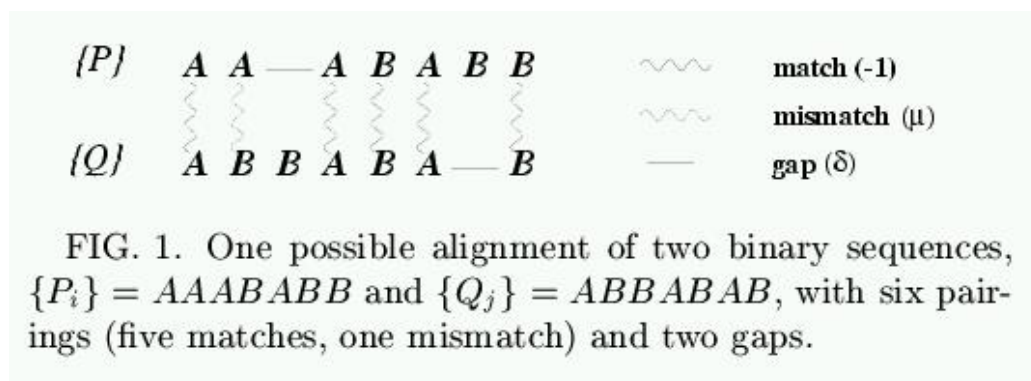 {P} A A — A B A B B match (-1)
mismatch (μ)
{Q} A B B A B A — B gap (δ)
FIG. 1. One possible alignment of two binary sequences,
{P_i} = AAABABB and {Q_j} = ABBABAB, with six pair-
ings (five matches, one mismatch) and two gaps.